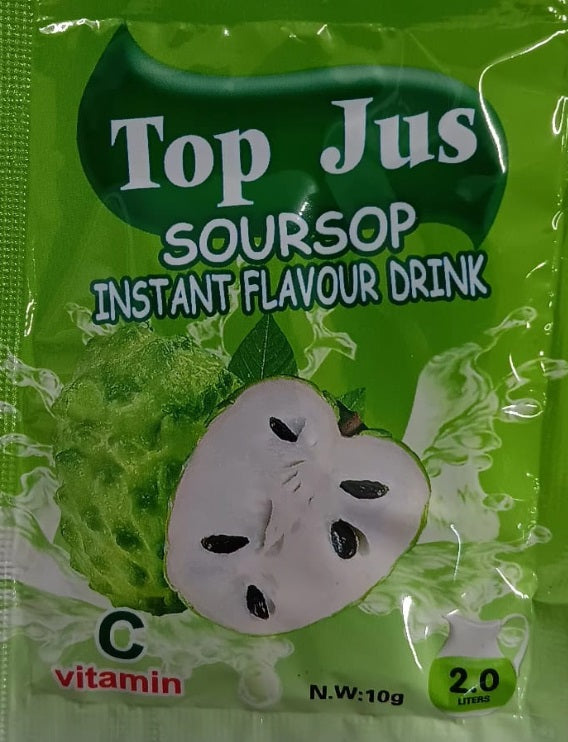 Top Jus
SOURSOP
INSTANT FLAVOUR DRINK
C
vitamin
N.W:10g
2.0
LITERS